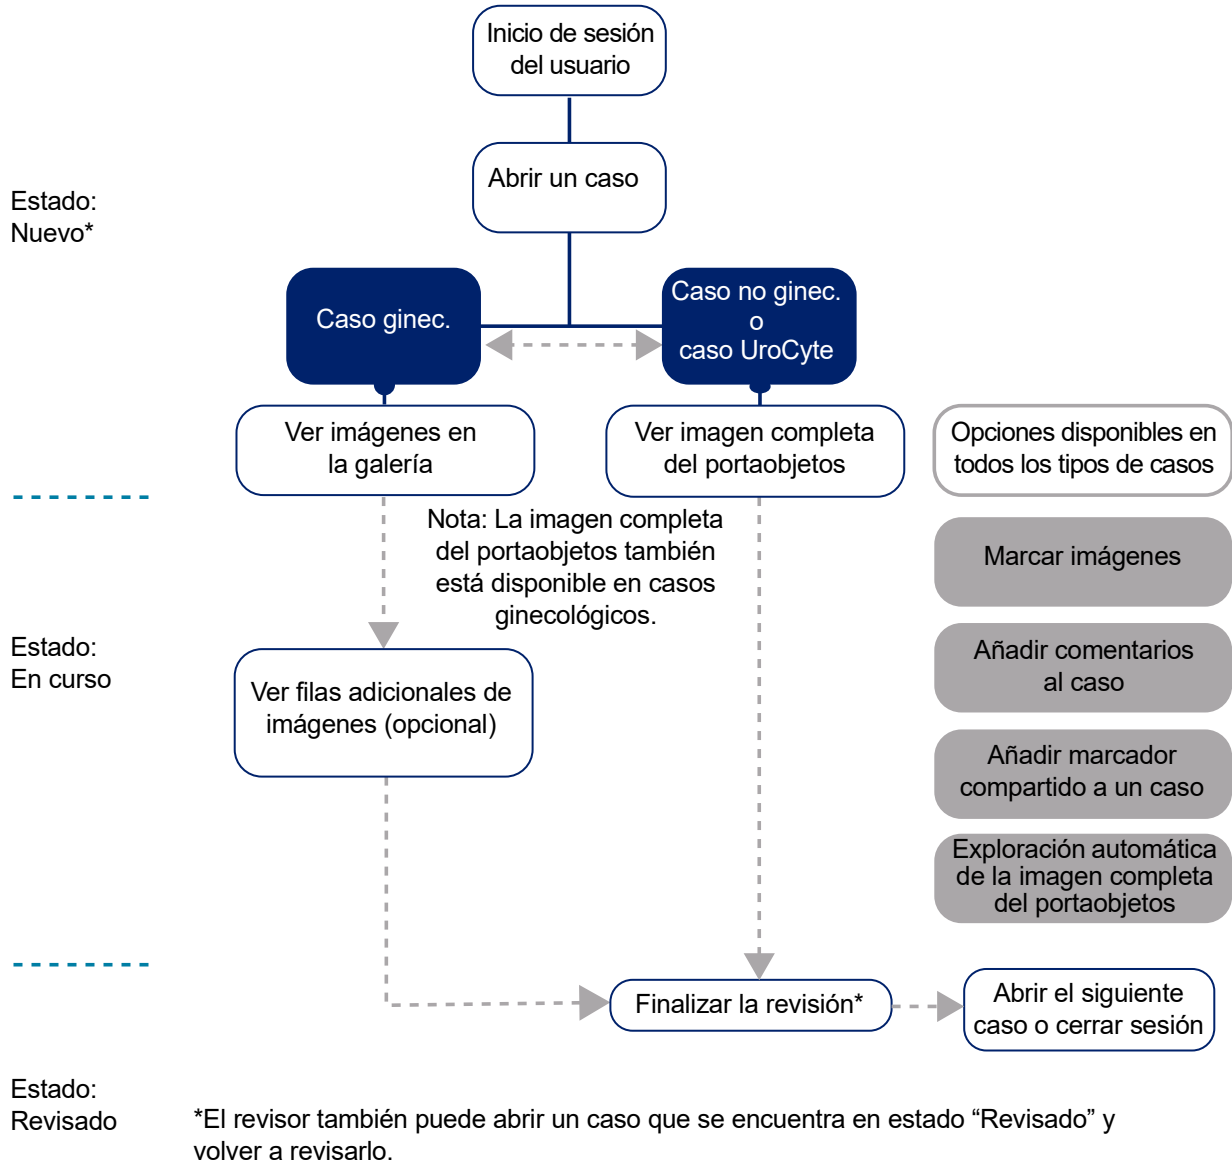 Inicio de sesión
del usuario
Abrir un caso
Estado:
Nuevo*
Caso ginec.
Caso no ginec.
o
caso UroCyte
Ver imágenes en
la galería
Ver imagen completa
del portaobjetos
Opciones disponibles en
todos los tipos de casos
Nota: La imagen completa
del portaobjetos también
está disponible en casos
ginecológicos.
Marcar imágenes
Estado:
En curso
Ver filas adicionales de
imágenes (opcional)
Añadir comentarios
al caso
Añadir marcador
compartido a un caso
Exploración automática
de la imagen completa
del portaobjetos
Finalizar la revisión*
Abrir el siguiente
caso o cerrar sesión
Estado:
Revisado
*El revisor también puede abrir un caso que se encuentra en estado “Revisado” y
volver a revisarlo.